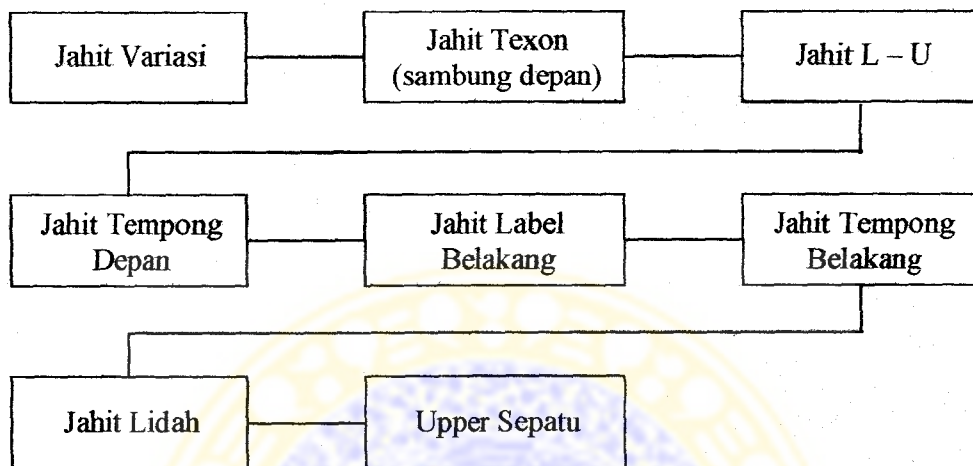 Jahit Variasi
Jahit Texon
(sambung depan)
Jahit L – U
Jahit Tempong
Depan
Jahit Label
Belakang
Jahit Tempong
Belakang
Jahit Lidah
Upper Sepatu